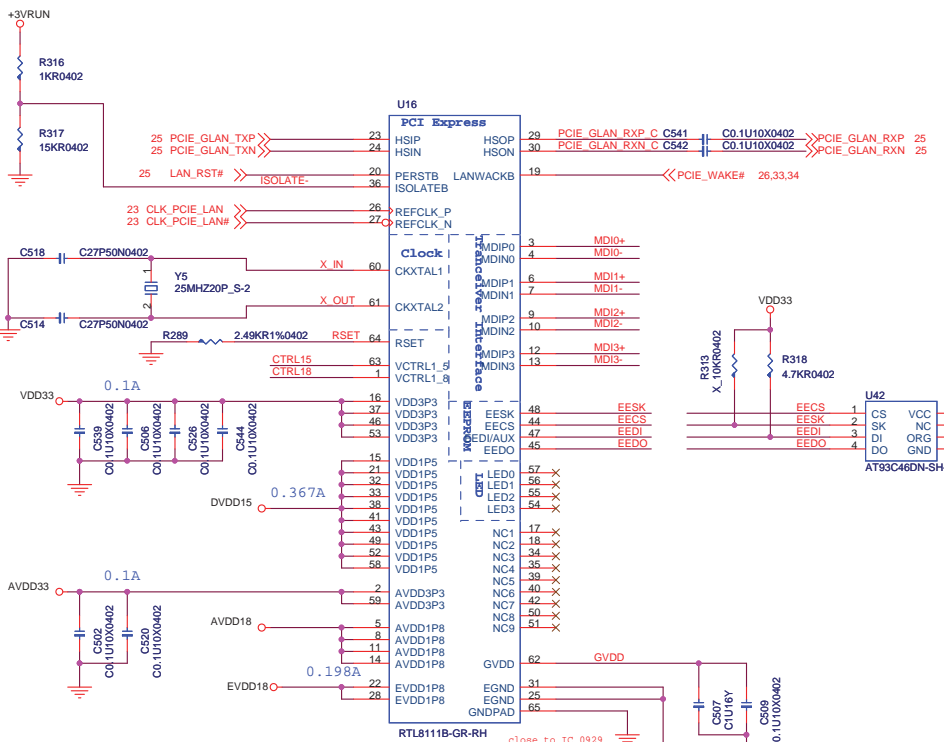 +3VRUN
R316
1KR0402
R317
15KR0402
U16
PCI Express
25 PCIE_GLAN_TXP 23 HSIP HSOP 29 PCIE_GLAN_RXP_C C541 C0.1U10X0402 PCIE_GLAN_RXP 25
25 PCIE_GLAN_TXN 24 HSIN HSON 30 PCIE_GLAN_RXN_C C542 C0.1U10X0402 PCIE_GLAN_RXN 25
25 LAN_RST# 20 PERSTB LANWACKB 19 PCIE_WAKE# 26,33,34
ISOLATE- 36 ISOLATEB
23 CLK_PCIE_LAN 26 REFCLK_P
23 CLK_PCIE_LAN# 27 REFCLK_N
Clock
Tranceiver Interface
C518 C27P50N0402
1
Y5
25MHZ20P_S-2
2
C514 C27P50N0402
X_IN 60 CKXTAL1
X_OUT 61 CKXTAL2
MDIP0 3 MDI0+
MDIN0 4 MDI0-
MDIP1 6 MDI1+
MDIN1 7 MDI1-
MDIP2 9 MDI2+
MDIN2 10 MDI2-
MDIP3 12 MDI3+
MDIN3 13 MDI3-
R289 2.49KR1%0402 RSET 64 RSET
CTRL15 63 VCTRL1_5
CTRL18 1 VCTRL1_8
VDD33
R313
X_10KR0402
R318
4.7KR0402
VDD33 0.1A
C539
C0.1U10X0402
C506
C0.1U10X0402
C526
C0.1U10X0402
C544
C0.1U10X0402
16 VDD3P3
37 VDD3P3
46 VDD3P3
53 VDD3P3
EEPROM
EESK 48 EESK
EECS 44 EECS
EEDI/AUX 47 EEDI
EEDO 45 EEDO
U42
EECS 1 CS VCC
EESK 2 SK NC
EEDI 3 DI ORG
EEDO 4 DO GND
AT93C46DN-SH-
DVDD15 0.367A
15 VDD1P5
21 VDD1P5
32 VDD1P5
33 VDD1P5
38 VDD1P5
41 VDD1P5
43 VDD1P5
49 VDD1P5
52 VDD1P5
58 VDD1P5
LED
LED0 57
LED1 56
LED2 55
LED3 54
NC1 17
NC2 18
NC3 34
NC4 35
NC5 39
NC6 40
NC7 42
NC8 50
NC9 51
AVDD33 0.1A
C502
C0.1U10X0402
C520
C0.1U10X0402
2 AVDD3P3
59 AVDD3P3
AVDD18
5 AVDD1P8
8 AVDD1P8
11 AVDD1P8
14 AVDD1P8
0.198A
EVDD18 22 EVDD1P8
28 EVDD1P8
GVDD 62 GVDD
EGND 31
EGND 25
GNDPAD 65
C507
C1U16Y
C509
0.1U10X0402
RTL8111B-GR-RH
close to IC 0929